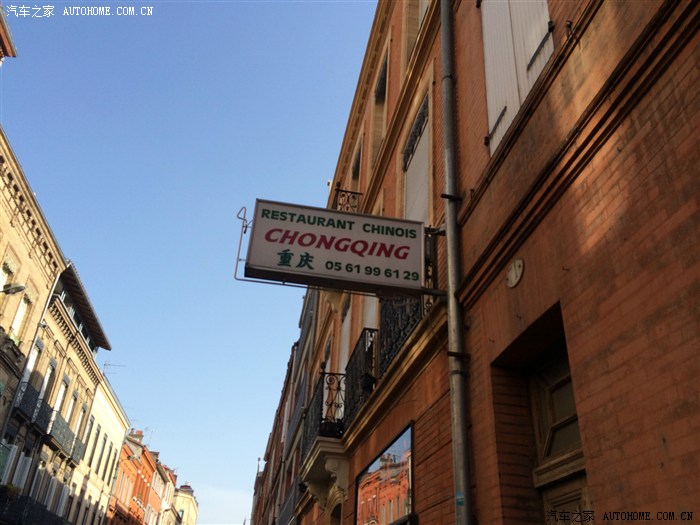 汽车之家 AUTOHOME.COM.CN
RESTAURANT CHINOIS
CHONGQING
重庆 05 61 99 61 29
汽车之家 AUTOHOME.COM.CN